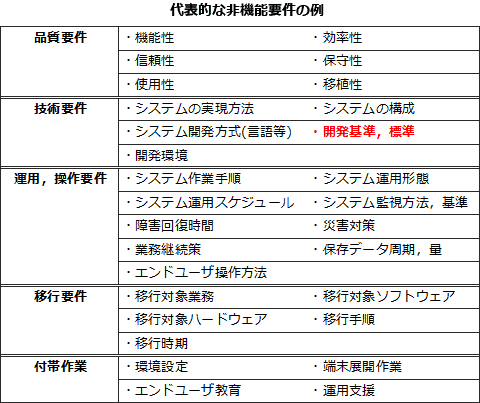 代表的な非機能要件の例
品質要件 ・機能性 ・効率性
・信頼性 ・保守性
・使用性 ・移植性
技術要件 ・システムの実現方法 ・システムの構成
・システム開発方式(言語等) ・開発基準，標準
・開発環境
運用，操作要件 ・システム作業手順 ・システム運用形態
・システム運用スケジュール ・システム監視方法，基準
・障害回復時間 ・災害対策
・業務継続策 ・保存データ周期，量
・エンドユーザ操作方法
移行要件 ・移行対象業務 ・移行対象ソフトウェア
・移行対象ハードウェア ・移行手順
・移行時期
付帯作業 ・環境設定 ・端末展開作業
・エンドユーザ教育 ・運用支援